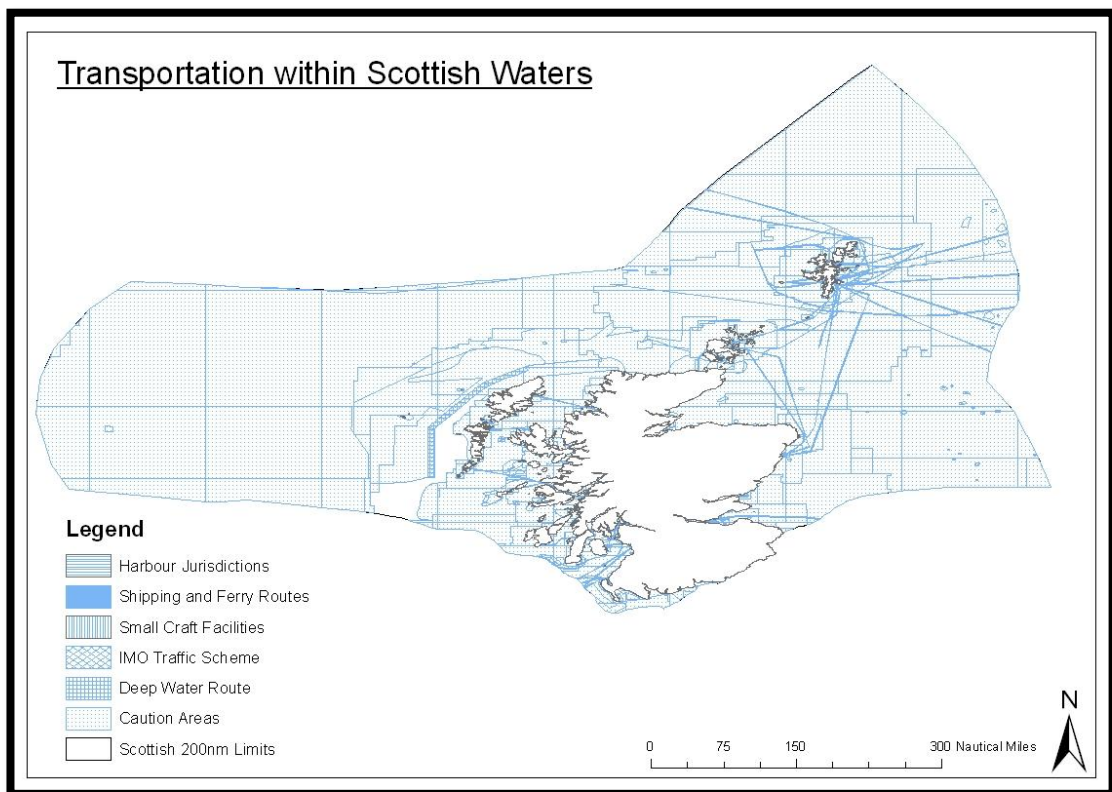 Transportation within Scottish Waters
Legend
Harbour Jurisdictions
Shipping and Ferry Routes
Small Craft Facilities
IMO Traffic Scheme
Deep Water Route
Caution Areas
Scottish 200nm Limits
0 75 150 300 Nautical Miles
N